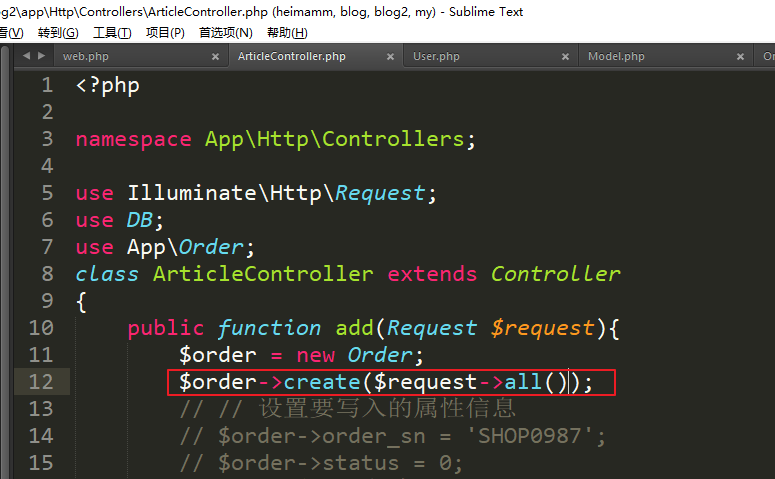 og2\app\Http\Controllers\ArticleController.php (heimamm, blog, blog2, my) - Sublime Text
看(V) 转到(G) 工具(T) 项目(P) 首选项(N) 帮助(H)
web.php × ArticleController.php × User.php × Model.php × Or
1 <?php
2
3 namespace App\Http\Controllers;
4
5 use Illuminate\Http\Request;
6 use DB;
7 use App\Order;
8 class ArticleController extends Controller
9 {
10 public function add(Request $request){
11 $order = new Order;
12 $order->create($request->all());
13 // // 设置要写入的属性信息
14 // $order->order_sn = 'SHOP0987';
15 // $order->status = 0;